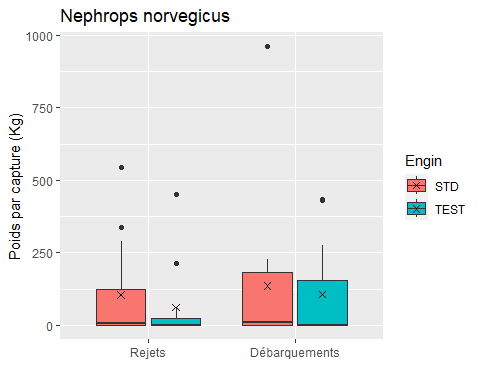 Nephrops norvegicus
Poids par capture (Kg)
1000
750
500
250
0
Rejets
Débarquements
Engin
STD
TEST